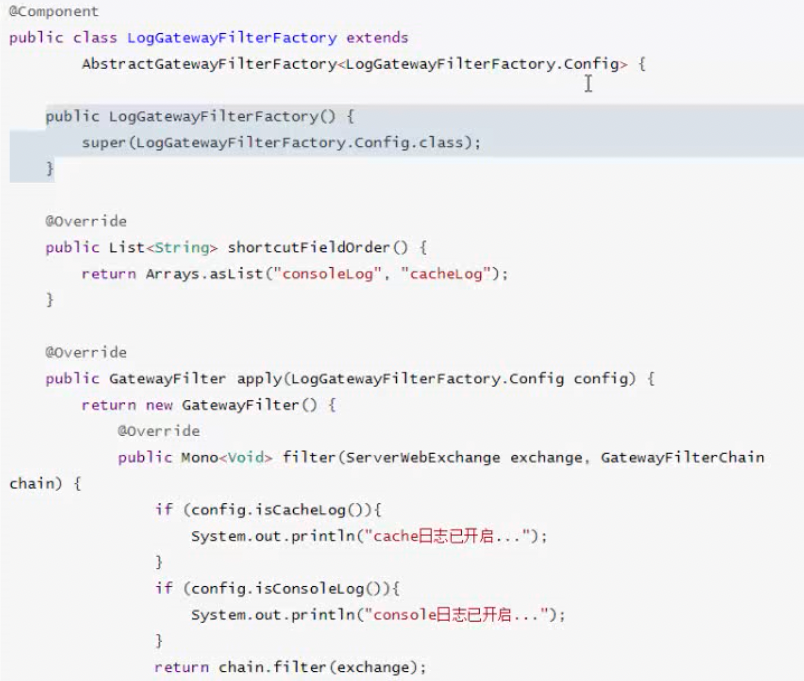 @Component
public class LogGatewayFilterFactory extends
        AbstractGatewayFilterFactory<LogGatewayFilterFactory.Config> {
    public LogGatewayFilterFactory() {
        super(LogGatewayFilterFactory.Config.class);
    }
    @Override
    public List<String> shortcutFieldOrder() {
        return Arrays.asList("consoleLog", "cacheLog");
    }
    @Override
    public GatewayFilter apply(LogGatewayFilterFactory.Config config) {
        return new GatewayFilter() {
            @Override
            public Mono<Void> filter(ServerWebExchange exchange, GatewayFilterChain
chain) {
                if (config.isCacheLog()){
                    System.out.println("cache日志已开启...");
                }
                if (config.isConsoleLog()){
                    System.out.println("console日志已开启...");
                }
                return chain.filter(exchange);